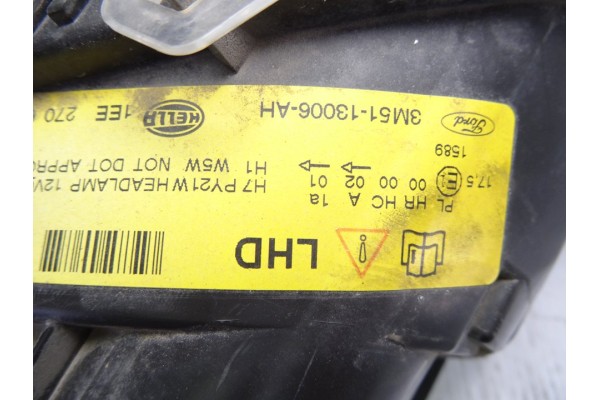 LHD
PL HR HC A 1a
17.5 E1 00 00 02 01
1589
H7 PY21W HEADLAMP 12V
H1 W5W NOT DOT APPRO
Ford 3M51-13006-AH HELLA 1EE 270